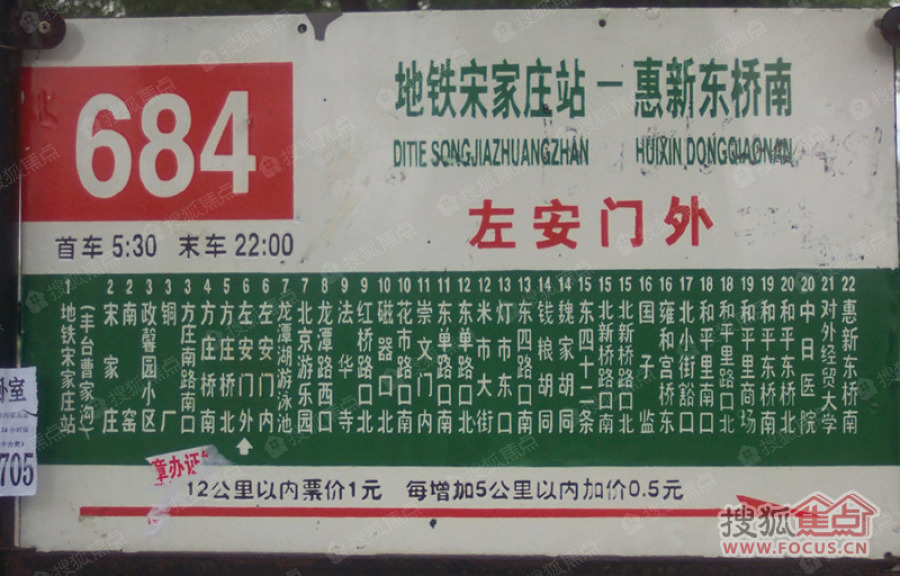 684
首车 5:30 末车 22:00
地铁宋家庄站 — 惠新东桥南
DITIE SONGJIAZHUANGZHAN HUIXIN DONGQIAONAN
左安门外
地铁宋家庄站
(丰台曹家沟)
2 宋家庄
2 南窑
3 政馨园小区
3 铜厂
3 方庄南路南口
4 方庄桥南
5 方庄桥北
6 左安门外
6 左安门内
7 龙潭湖游泳池
7 北京游乐园
8 龙潭路西口
9 法华寺
9 红桥路口北
10 磁器口北
10 花市路口南
11 崇文门内
11 东单路口南
12 东单路口北
12 米市大街
13 灯市东口
13 东四路口南
14 钱粮胡同
14 魏家胡同
15 东四十二条
15 北新桥路口南
15 北新桥路口北
16 国子监
16 雍和宫桥东
17 北小街豁口
18 和平里南口
18 和平里路口北
19 和平里商场
19 和平东桥南
20 和平东桥北
20 中日医院
21 对外经贸大学
22 惠新东桥南
章办证
12公里以内票价1元 每增加5公里以内加价0.5元
卧室
705
搜狐焦点
WWW.FOCUS.CN